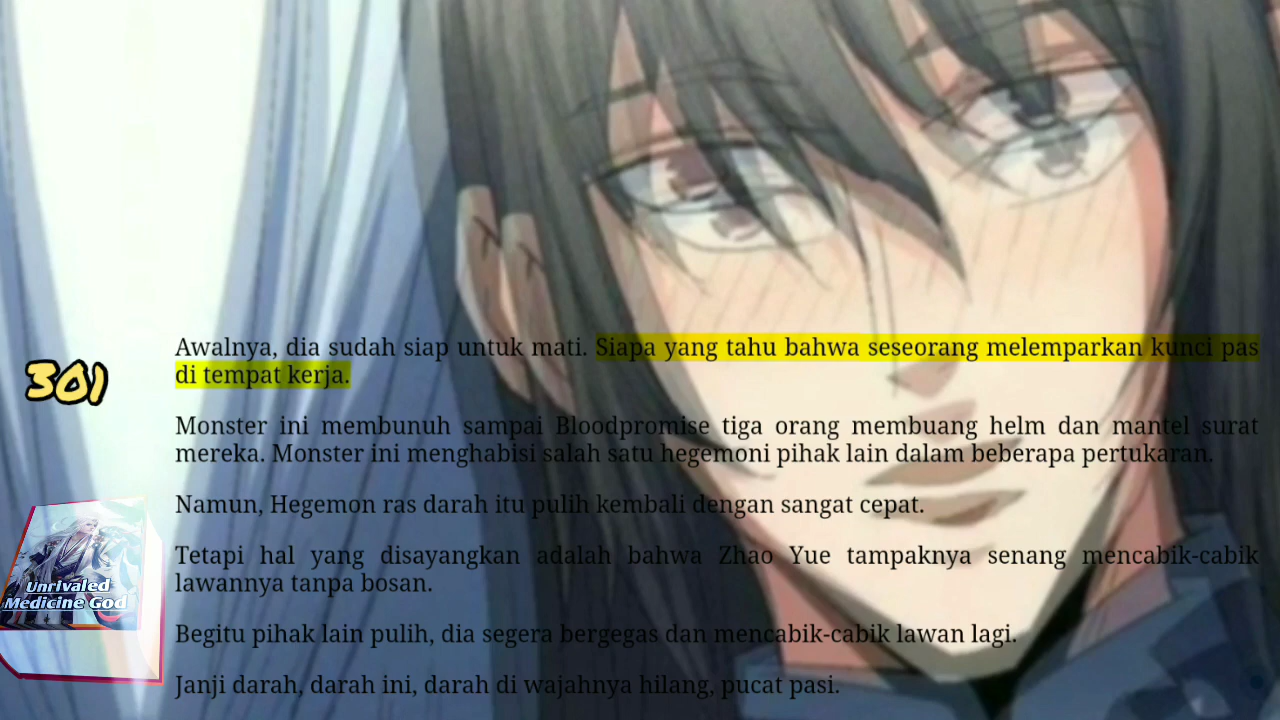 Awalnya, dia sudah siap untuk mati. Siapa yang tahu bahwa seseorang melemparkan kunci pas
di tempat kerja.
301
Monster ini membunuh sampai Bloodpromise tiga orang membuang helm dan mantel surat
mereka. Monster ini menghabisi salah satu hegemoni pihak lain dalam beberapa pertukaran.
Namun, Hegemon ras darah itu pulih kembali dengan sangat cepat.
Tetapi hal yang disayangkan adalah bahwa Zhao Yue tampaknya senang mencabik-cabik
lawannya tanpa bosan.
Unrivaled
Medicine God
Begitu pihak lain pulih, dia segera bergegas dan mencabik-cabik lawan lagi.
Janji darah, darah ini, darah di wajahnya hilang, pucat pasi.